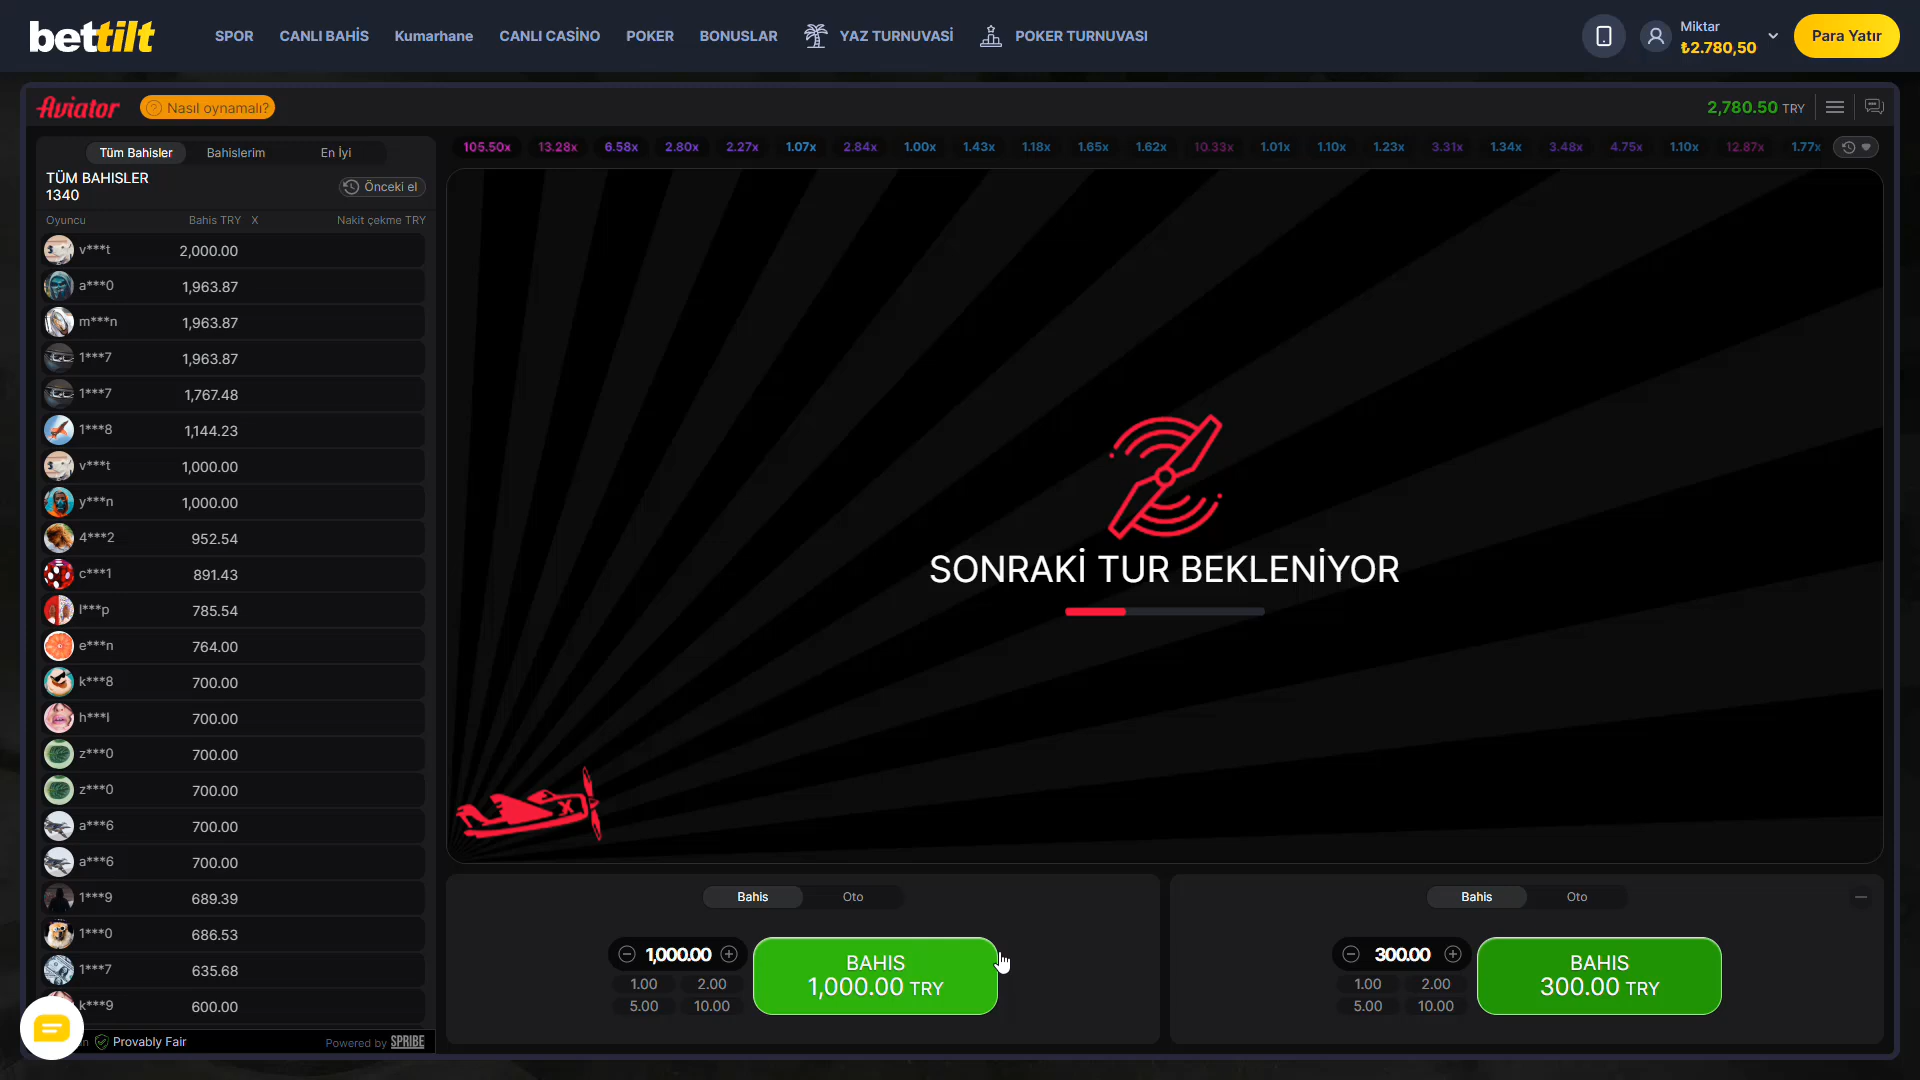 bettilt
SPOR CANLI BAHİS Kumarhane CANLI CASİNO POKER BONUSLAR YAZ TURNUVASİ POKER TURNUVASI
Miktar
₺2.780,50
Para Yatır
Aviator
Nasıl oynamalı?
2,780.50 TRY
Tüm Bahisler Bahislerim En İyi
105.50x 13.28x 6.58x 2.80x 2.27x 1.07x 2.84x 1.00x 1.43x 1.18x 1.65x 1.62x 10.33x 1.01x 1.10x 1.23x 3.31x 1.34x 3.48x 4.75x 1.10x 12.87x 1.77x
TÜM BAHISLER
1340
Önceki el
Oyuncu Bahis TRY X Nakit çekme TRY
v***t 2,000.00
a***0 1,963.87
m***n 1,963.87
1***7 1,963.87
1***7 1,767.48
1***8 1,144.23
v***t 1,000.00
y***n 1,000.00
4***2 952.54
c***1 891.43
l***p 785.54
e***n 764.00
k***8 700.00
h***l 700.00
z***0 700.00
z***0 700.00
a***6 700.00
a***6 700.00
1***9 689.39
1***0 686.53
1***7 635.68
k***9 600.00
Provably Fair
Powered by SPRIBE
SONRAKİ TUR BEKLENİYOR
Bahis Oto
1,000.00
1.00 2.00
5.00 10.00
BAHIS
1,000.00 TRY
Bahis Oto
300.00
1.00 2.00
5.00 10.00
BAHIS
300.00 TRY